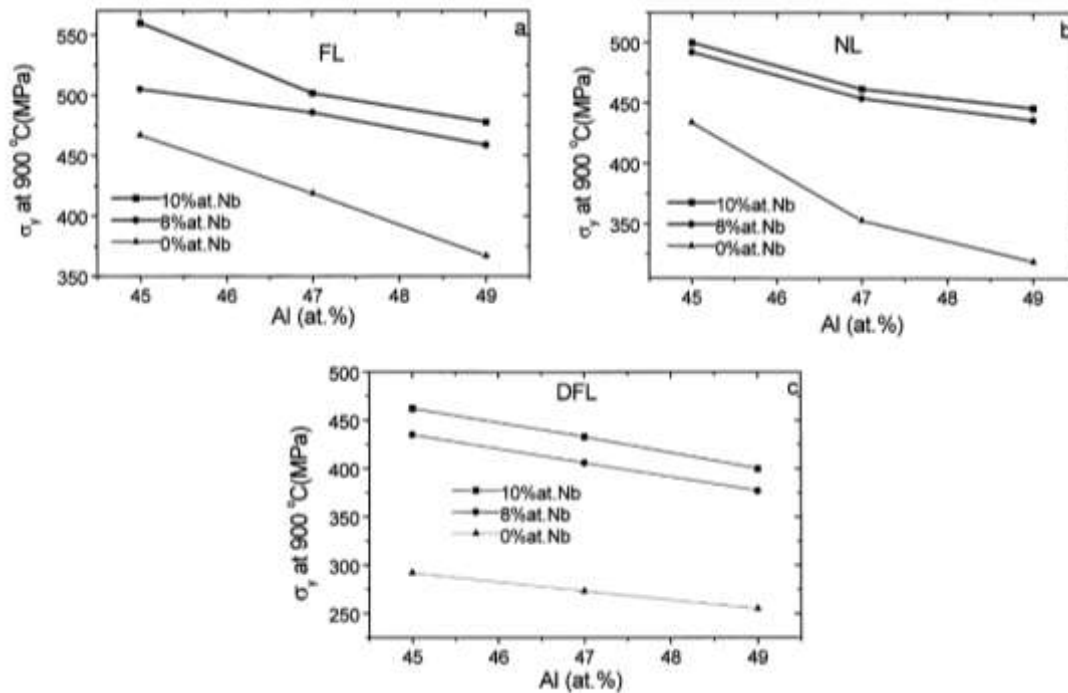 a
FL
550
500
450
400
350
σy at 900 °C(MPa)
10%at.Nb
8%at.Nb
0%at.Nb
45 46 47 48 49
Al (at.%)
b
NL
500
450
400
350
σy at 900 °C(MPa)
10%at.Nb
8%at.Nb
0%at.Nb
45 46 47 48 49
Al (at.%)
c
DFL
500
450
400
350
300
250
σy at 900 °C(MPa)
10%at.Nb
8%at.Nb
0%at.Nb
45 46 47 48 49
Al (at.%)